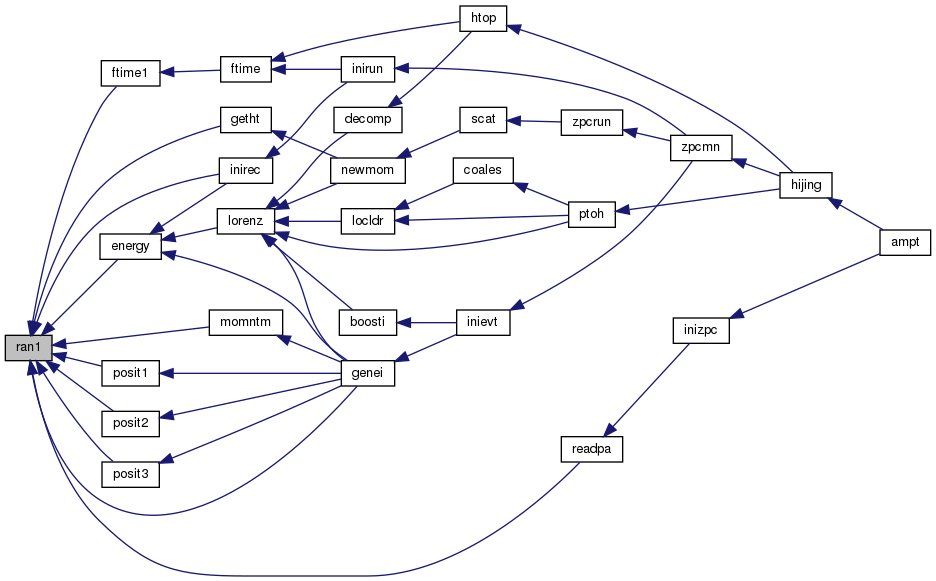 htop
ftime1
ftime
inirun
getht
decomp
scat
zpcrun
zpcmn
inirec
newmom
coales
hijing
lorenz
locldr
ptoh
energy
ampt
momntm
boosti
inievt
inizpc
ran1
posit1
genei
posit2
readpa
posit3